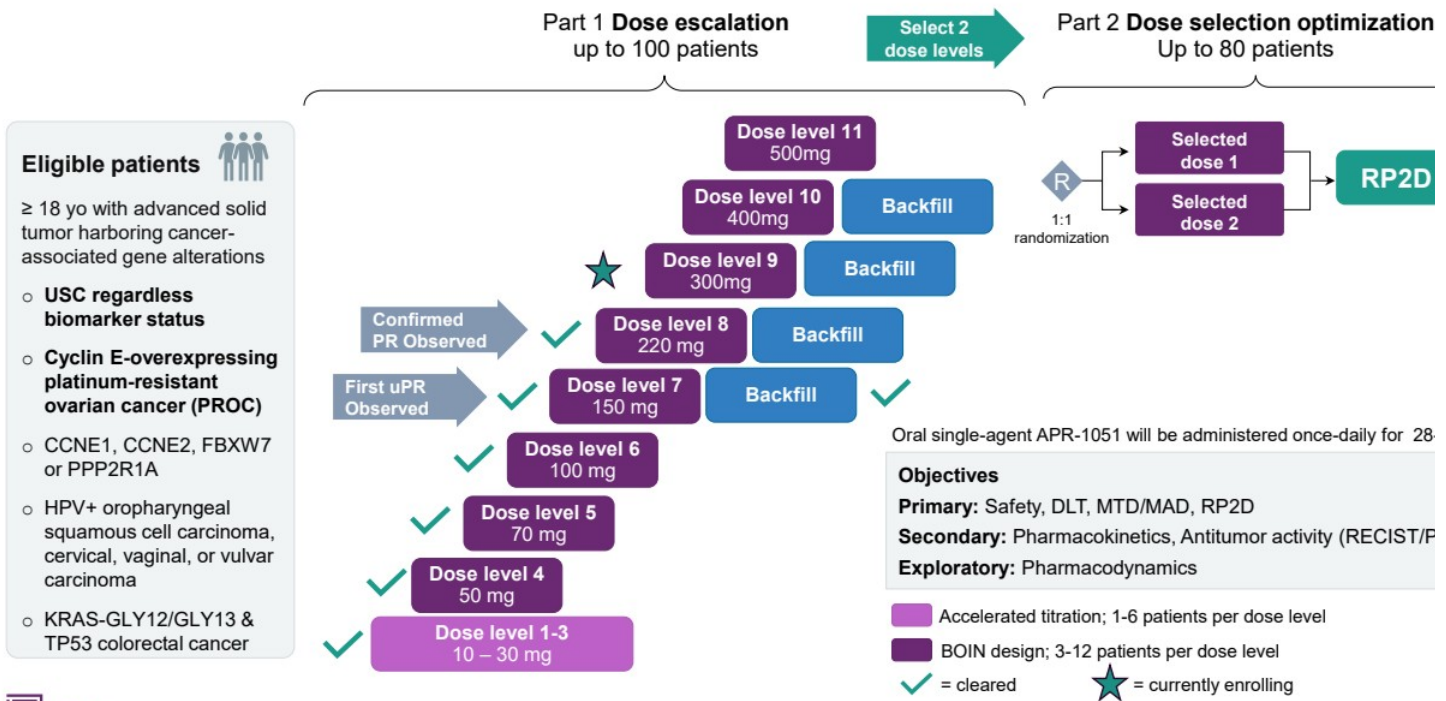 Part 1 Dose escalation
up to 100 patients
Select 2
dose levels
Part 2 Dose selection optimization
Up to 80 patients
Eligible patients
≥ 18 yo with advanced solid
tumor harboring cancer-
associated gene alterations
○ USC regardless
biomarker status
○ Cyclin E-overexpressing
platinum-resistant
ovarian cancer (PROC)
○ CCNE1, CCNE2, FBXW7
or PPP2R1A
○ HPV+ oropharyngeal
squamous cell carcinoma,
cervical, vaginal, or vulvar
carcinoma
○ KRAS-GLY12/GLY13 &
TP53 colorectal cancer
Dose level 11
500mg
Dose level 10
400mg
Backfill
Dose level 9
300mg
Backfill
Confirmed
PR Observed
Dose level 8
220 mg
Backfill
First uPR
Observed
Dose level 7
150 mg
Backfill
Dose level 6
100 mg
Dose level 5
70 mg
Dose level 4
50 mg
Dose level 1-3
10 – 30 mg
R
1:1
randomization
Selected
dose 1
Selected
dose 2
RP2D
Oral single-agent APR-1051 will be administered once-daily for 28-
Objectives
Primary: Safety, DLT, MTD/MAD, RP2D
Secondary: Pharmacokinetics, Antitumor activity (RECIST/P
Exploratory: Pharmacodynamics
Accelerated titration; 1-6 patients per dose level
BOIN design; 3-12 patients per dose level
= cleared
= currently enrolling